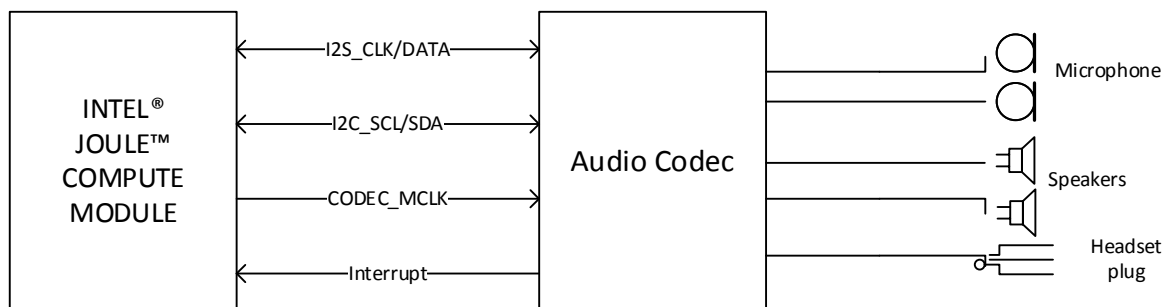 INTEL®
JOULE™
COMPUTE
MODULE
I2S_CLK/DATA
I2C_SCL/SDA
CODEC_MCLK
Interrupt
Audio Codec
Microphone
Speakers
Headset
plug